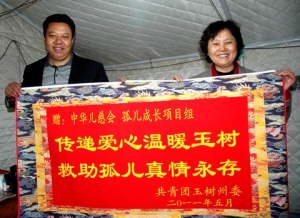 赠：中华儿慈会 孤儿成长项目组
传递爱心温暖玉树
救助孤儿真情永存
共青团玉树州委
二○一一年五月